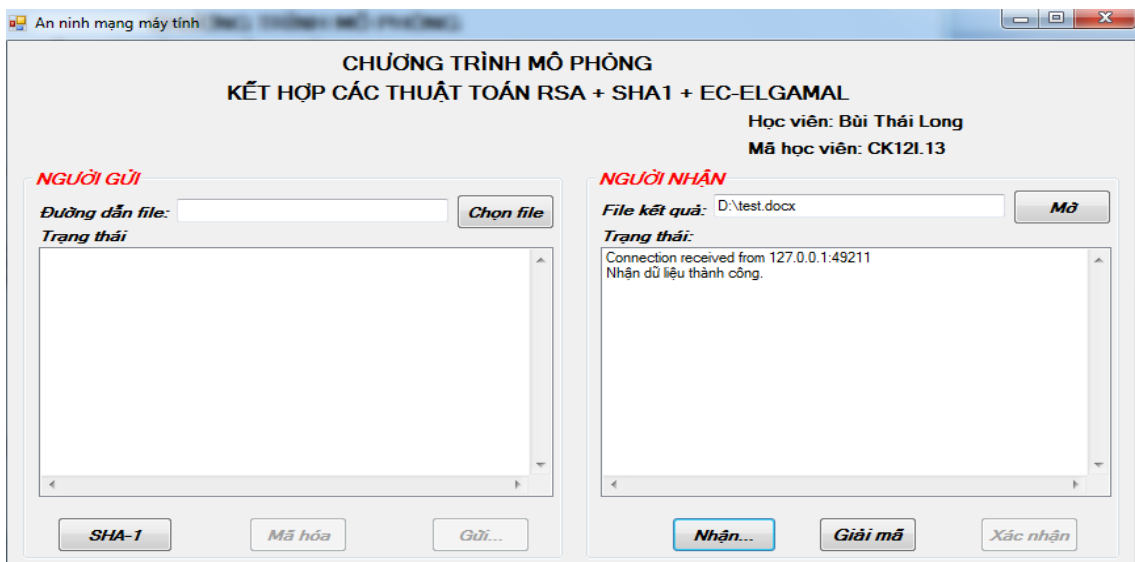 An ninh mạng máy tính
CHƯƠNG TRÌNH MÔ PHỎNG
KẾT HỢP CÁC THUẬT TOÁN RSA + SHA1 + EC-ELGAMAL
Học viên: Bùi Thái Long
Mã học viên: CK12I.13
NGƯỜI GỬI
Đường dẫn file:
Chọn file
Trạng thái
SHA-1
Mã hóa
Gửi...
NGƯỜI NHẬN
File kết quả: D:\test.docx
Mở
Trạng thái:
Connection received from 127.0.0.1:49211
Nhận dữ liệu thành công.
Nhận...
Giải mã
Xác nhận